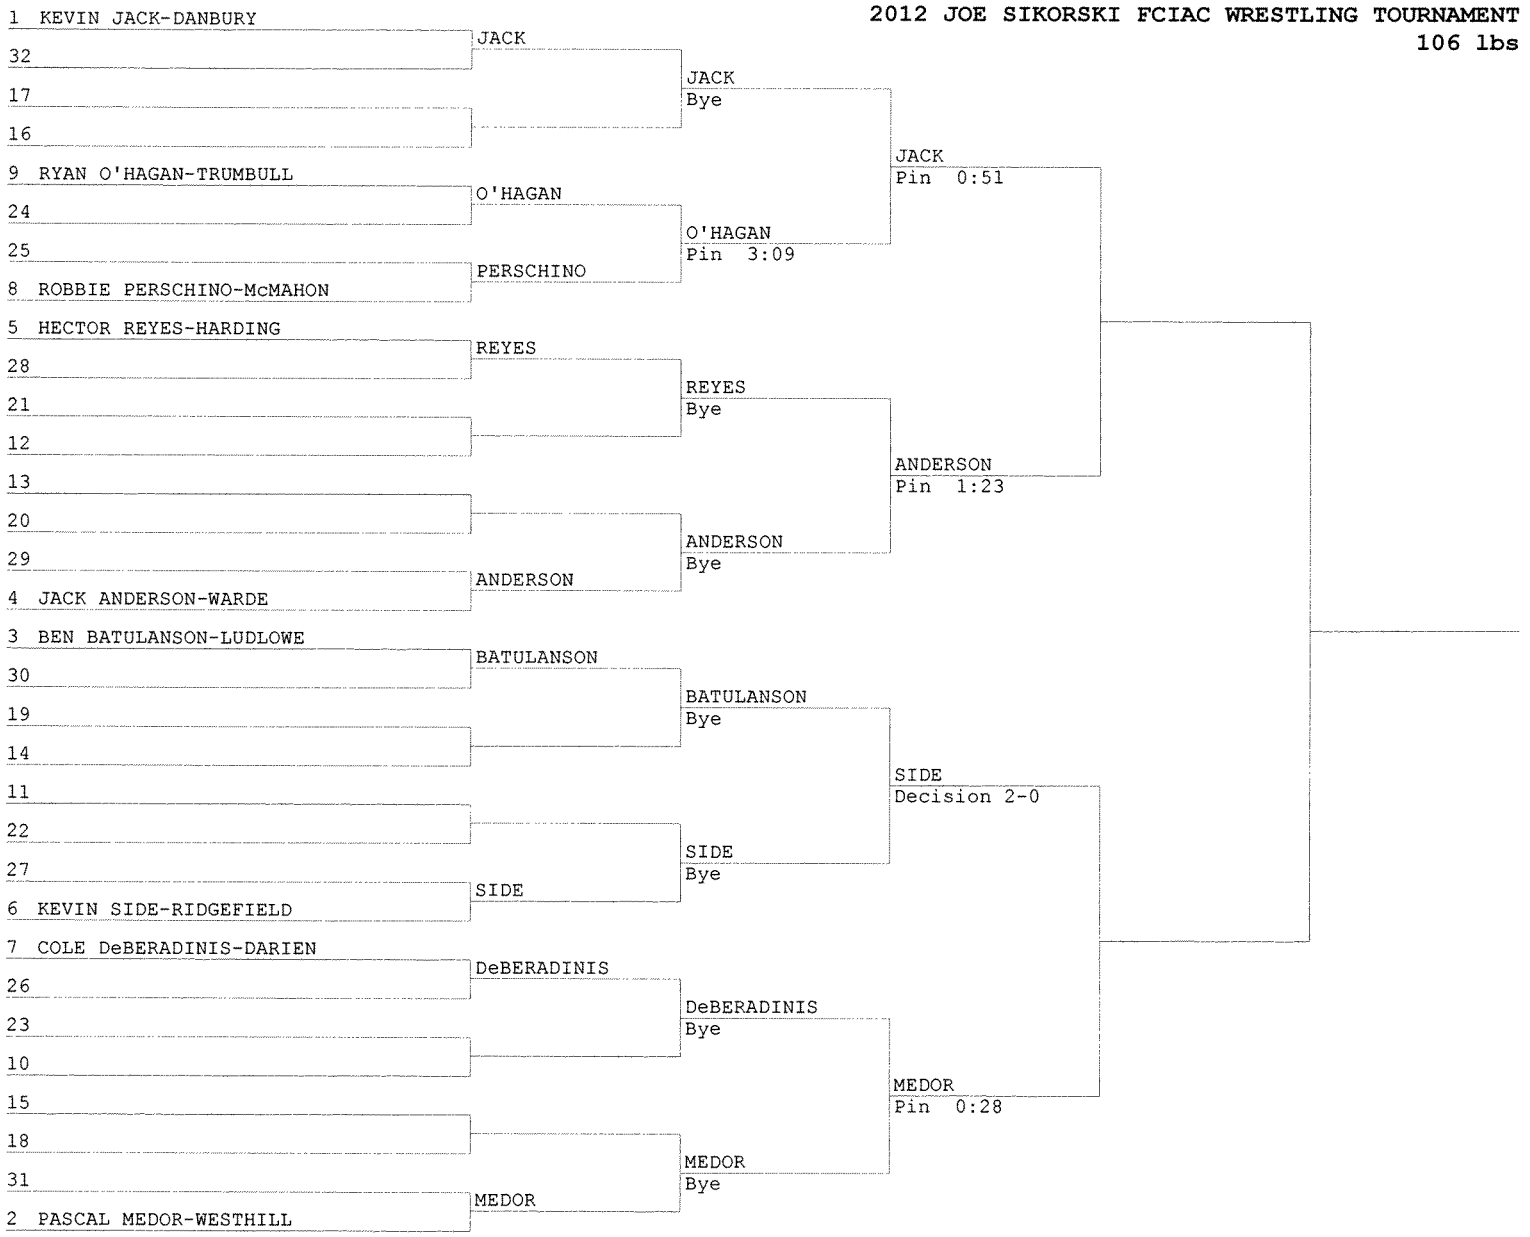 2012 JOE SIKORSKI FCIAC WRESTLING TOURNAMENT
106 lbs
1 KEVIN JACK-DANBURY
32
17
16
9 RYAN O'HAGAN-TRUMBULL
24
25
8 ROBBIE PERSCHINO-McMAHON
5 HECTOR REYES-HARDING
28
21
12
13
20
29
4 JACK ANDERSON-WARDE
3 BEN BATULANSON-LUDLOWE
30
19
14
11
22
27
6 KEVIN SIDE-RIDGEFIELD
7 COLE DeBERADINIS-DARIEN
26
23
10
15
18
31
2 PASCAL MEDOR-WESTHILL
JACK
O'HAGAN
PERSCHINO
REYES
ANDERSON
BATULANSON
SIDE
DeBERADINIS
MEDOR
JACK
Bye
O'HAGAN
Pin 3:09
REYES
Bye
ANDERSON
Bye
BATULANSON
Bye
SIDE
Bye
DeBERADINIS
Bye
MEDOR
Bye
JACK
Pin 0:51
ANDERSON
Pin 1:23
SIDE
Decision 2-0
MEDOR
Pin 0:28